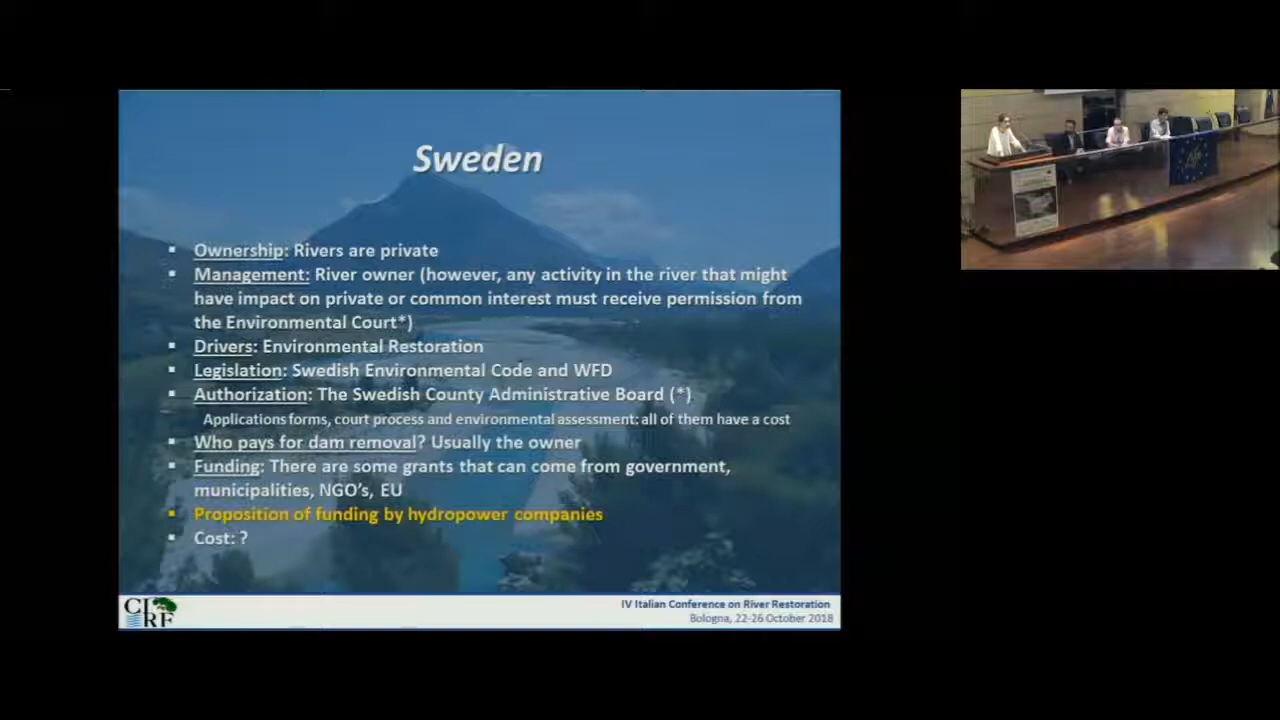 Sweden
▪ Ownership: Rivers are private
▪ Management: River owner (however, any activity in the river that might
have impact on private or common interest must receive permission from
the Environmental Court*)
▪ Drivers: Environmental Restoration
▪ Legislation: Swedish Environmental Code and WFD
▪ Authorization: The Swedish County Administrative Board (*)
Applications forms, court process and environmental assessment: all of them have a cost
▪ Who pays for dam removal? Usually the owner
▪ Funding: There are some grants that can come from government,
municipalities, NGO's, EU
▪ Proposition of funding by hydropower companies
▪ Cost: ?
CI
RF
IV Italian Conference on River Restoration
Bologna, 22-26 October 2018